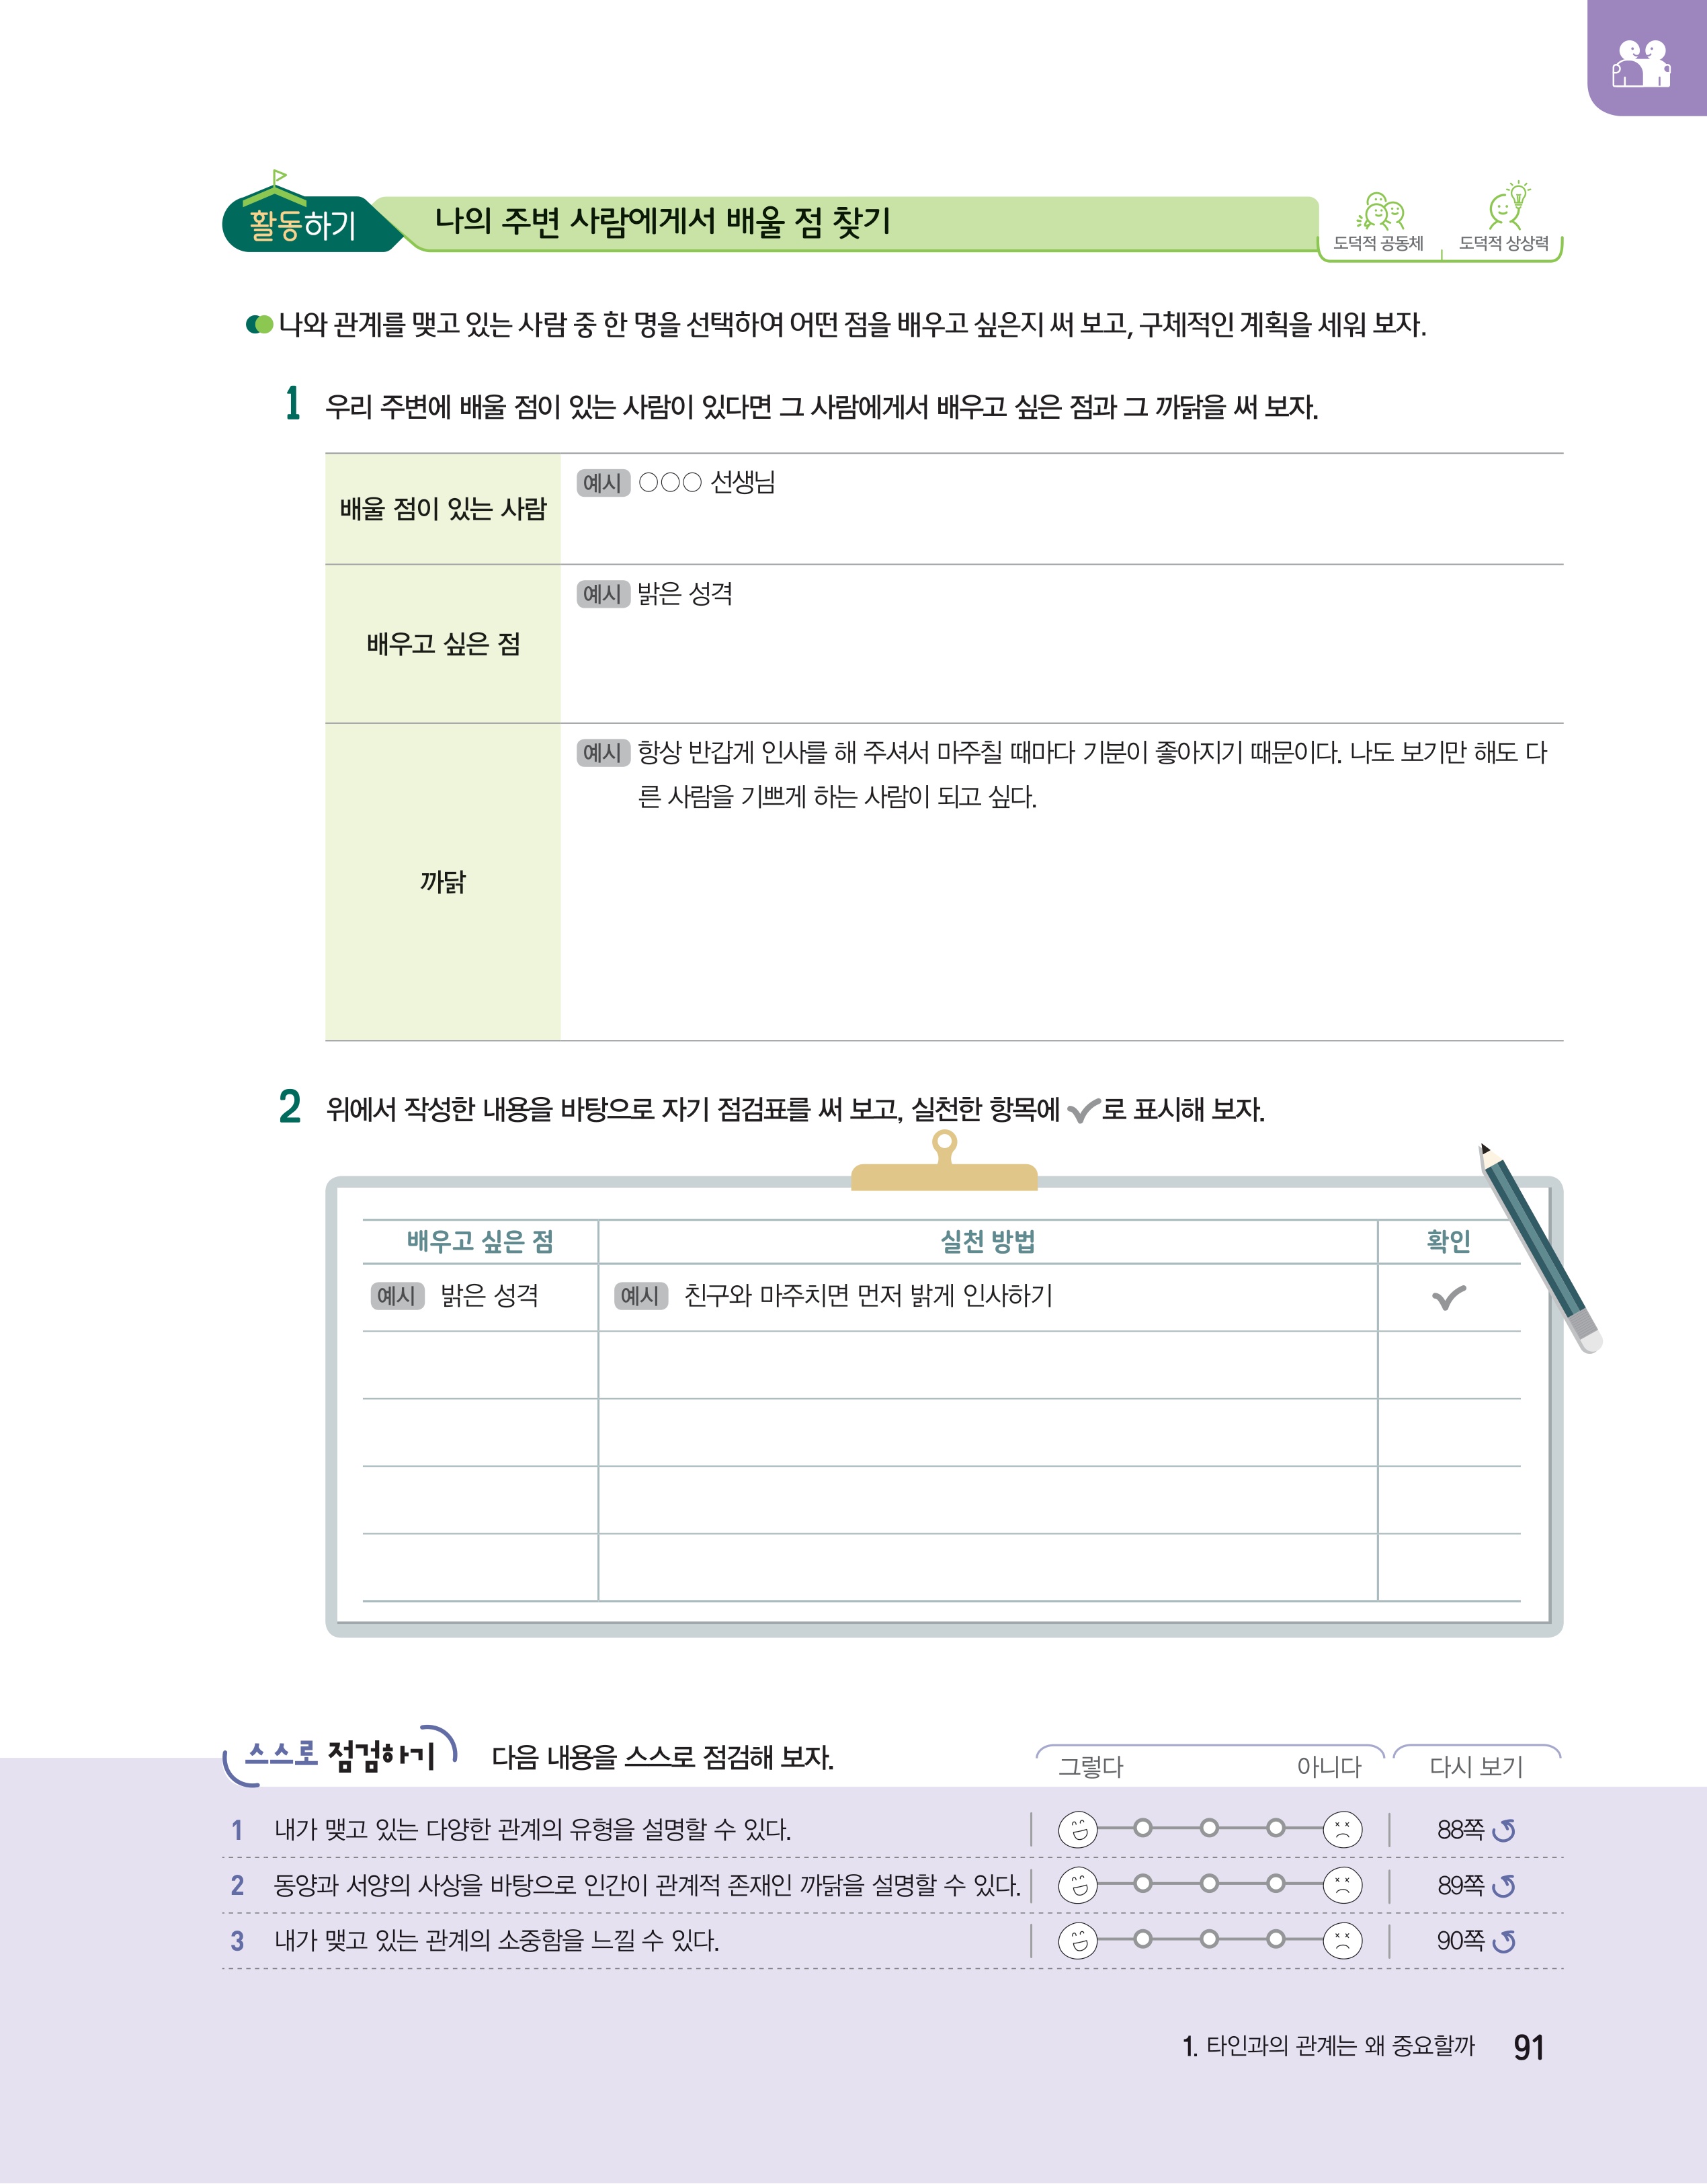 활동하기
나의 주변 사람에게서 배울 점 찾기
도덕적 공동체
도덕적 상상력
나와 관계를 맺고 있는 사람 중 한 명을 선택하여 어떤 점을 배우고 싶은지 써 보고, 구체적인 계획을 세워 보자.
1 우리 주변에 배울 점이 있는 사람이 있다면 그 사람에게서 배우고 싶은 점과 그 까닭을 써 보자.
배울 점이 있는 사람
예시 ○○○ 선생님
배우고 싶은 점
예시 밝은 성격
까닭
예시 항상 반갑게 인사를 해 주셔서 마주칠 때마다 기분이 좋아지기 때문이다. 나도 보기만 해도 다
른 사람을 기쁘게 하는 사람이 되고 싶다.
2 위에서 작성한 내용을 바탕으로 자기 점검표를 써 보고, 실천한 항목에 ✓로 표시해 보자.
배우고 싶은 점 실천 방법 확인
예시 밝은 성격 예시 친구와 마주치면 먼저 밝게 인사하기 ✓
스스로 점검하기 다음 내용을 스스로 점검해 보자. 그렇다 아니다 다시 보기
1 내가 맺고 있는 다양한 관계의 유형을 설명할 수 있다. 88쪽
2 동양과 서양의 사상을 바탕으로 인간이 관계적 존재인 까닭을 설명할 수 있다. 89쪽
3 내가 맺고 있는 관계의 소중함을 느낄 수 있다. 90쪽
1. 타인과의 관계는 왜 중요할까 91